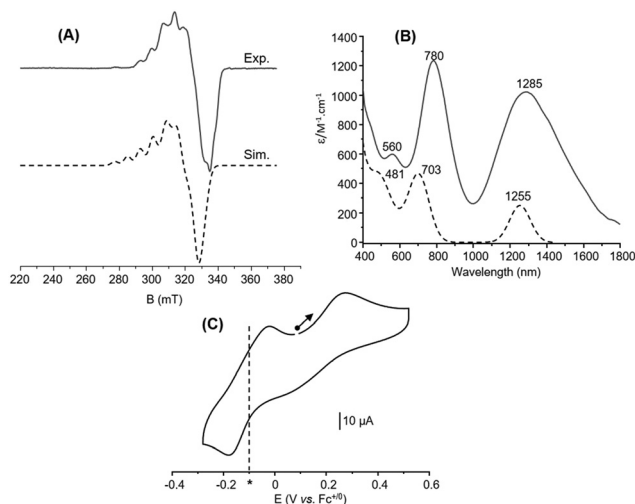 (A)
Exp.
Sim.
220 240 260 280 300 320 340 360 380
B (mT)
(B)
ε/M⁻¹.cm⁻¹
1400
1200
1000
800
600
400
200
0
780
1285
560
481
703
1255
400 600 800 1000 1200 1400 1600 1800
Wavelength (nm)
(C)
10 µA
-0.4 -0.2 * 0.0 0.2 0.4 0.6
E (V vs. Fc⁺/⁰)